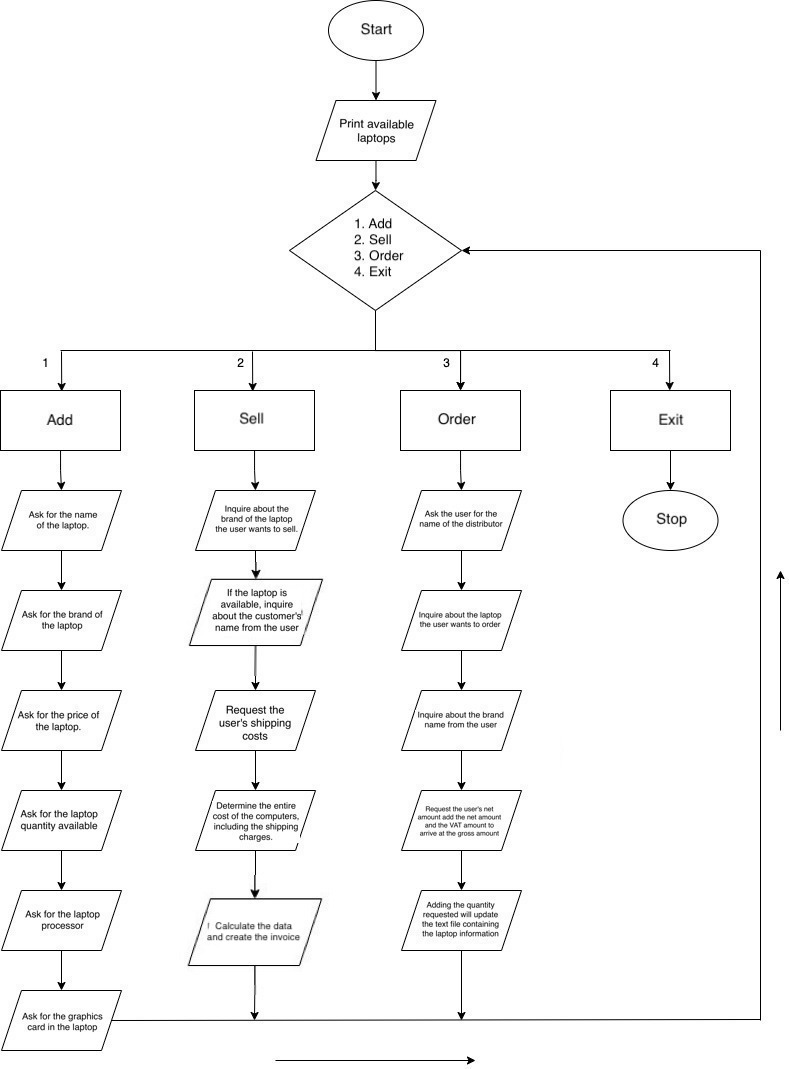 Start
Print available
laptops
1. Add
2. Sell
3. Order
4. Exit
1
2
3
4
Add
Sell
Order
Exit
Ask for the name
of the laptop.
Ask for the brand of
the laptop
Ask for the price of
the laptop.
Ask for the laptop
quantity available
Ask for the laptop
processor
Ask for the graphics
card in the laptop
Inquire about the
brand of the laptop
the user wants to sell.
If the laptop is
available, inquire
about the customer's
name from the user
Request the
user's shipping
costs
Determine the entire
cost of the computers,
including the shipping
charges.
Calculate the data
and create the invoice
Ask the user for the
name of the distributor
Inquire about the laptop
the user wants to order
Inquire about the brand
name from the user
Request the user's net
amount add the net amount
and the VAT amount to
arrive at the gross amount
Adding the quantity
requested will update
the text file containing
the laptop information
Stop